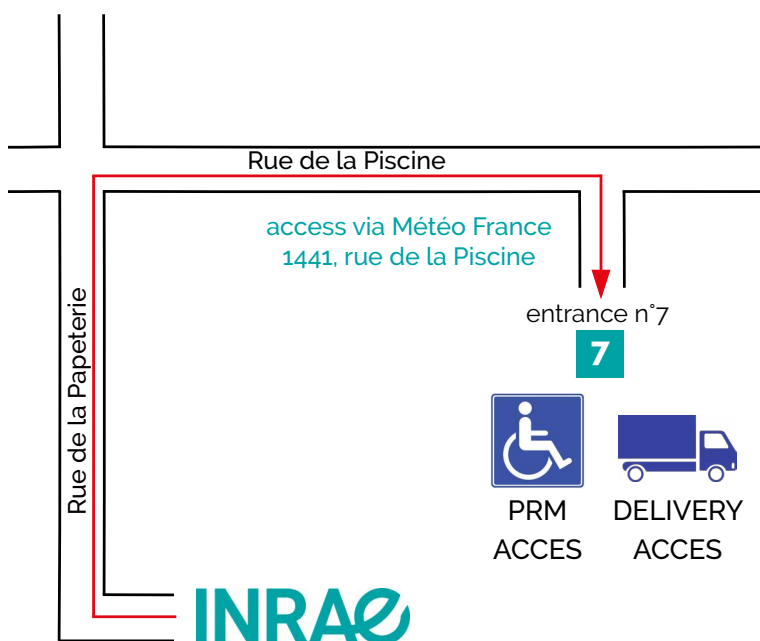 Rue de la Piscine
access via Météo France
1441, rue de la Piscine
Rue de la Papeterie
entrance n°7
7
PRM
ACCES
DELIVERY
ACCES
INRAE